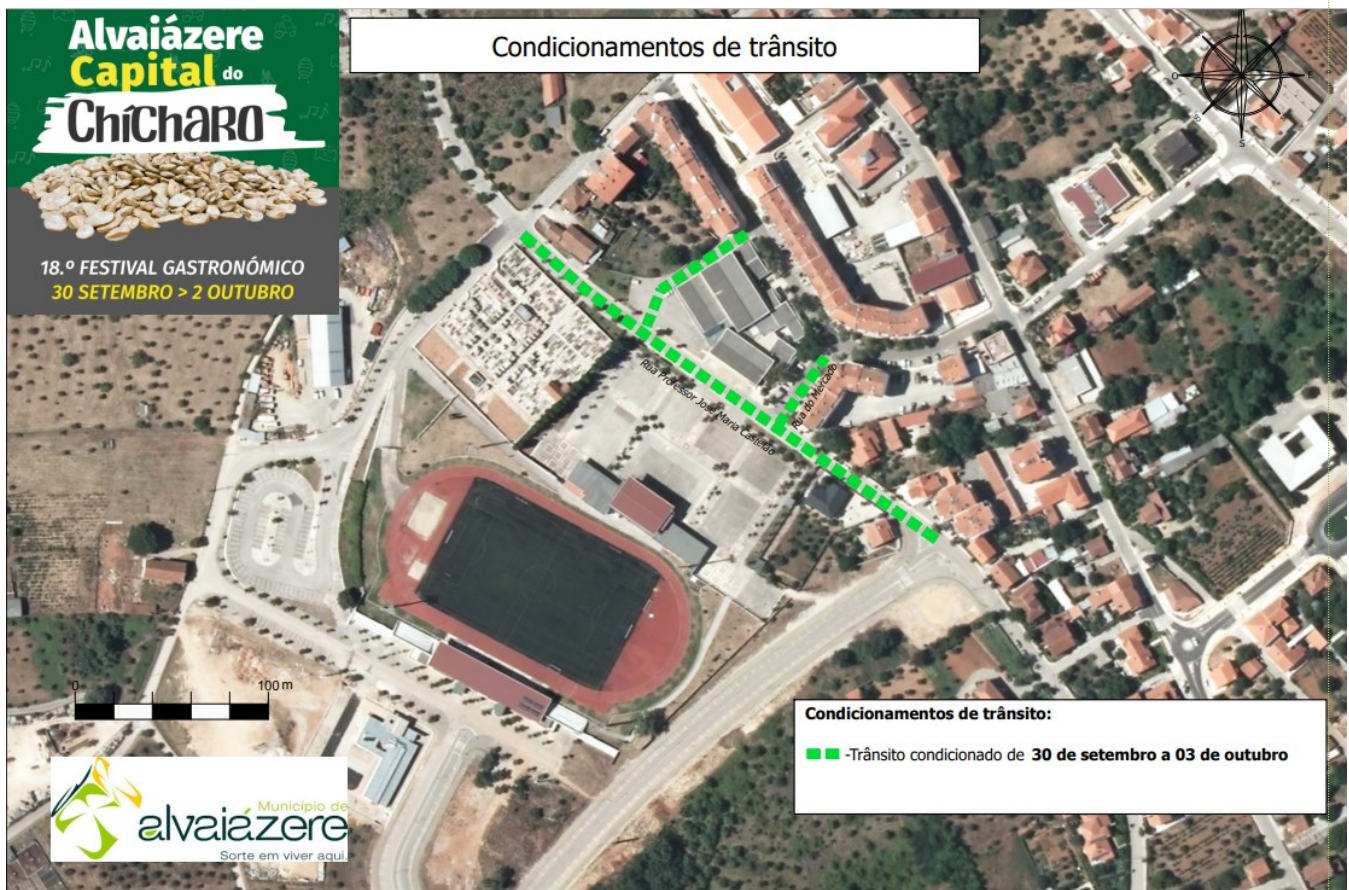 Alvaiázere
Capital do
Chícharo
18.º FESTIVAL GASTRONÓMICO
30 SETEMBRO > 2 OUTUBRO
Condicionamentos de trânsito
O
E
S
Rua Professor José Maria Castelão
Rua do Mercado
0
100 m
Condicionamentos de trânsito:
-Trânsito condicionado de 30 de setembro a 03 de outubro
Município de
alvaiázere
Sorte em viver aqui.